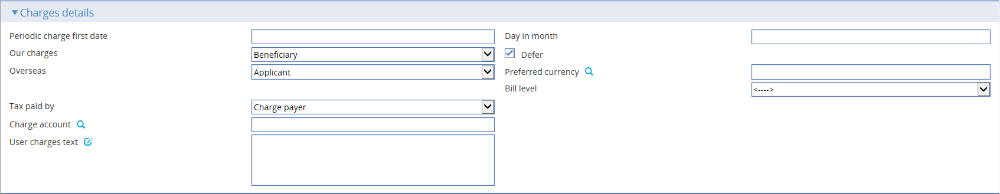 Charges details
Periodic charge first date
Day in month
Our charges
Beneficiary
Defer
Overseas
Applicant
Preferred currency
Bill level
<---->
Tax paid by
Charge payer
Charge account
User charges text